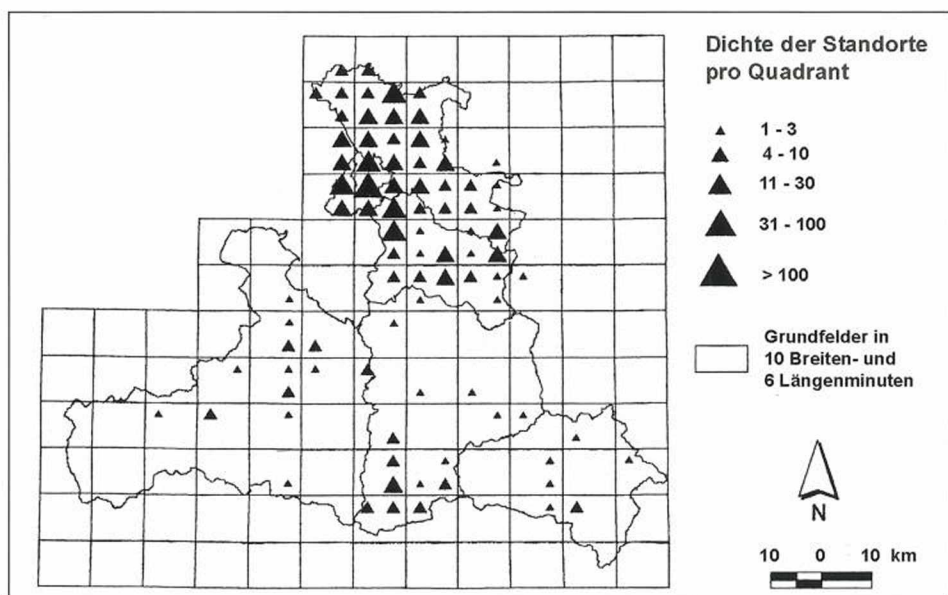 Dichte der Standorte
pro Quadrant
1 - 3
4 - 10
11 - 30
31 - 100
> 100
Grundfelder in
10 Breiten- und
6 Längenminuten
N
10 0 10 km